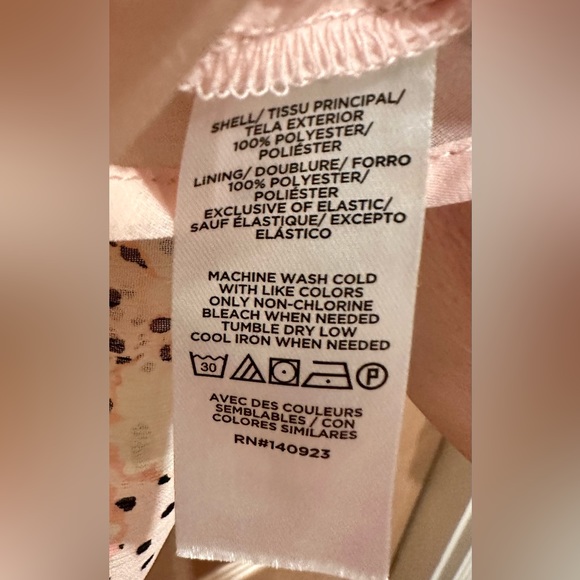 SHELL/ TISSU PRINCIPAL/
TELA EXTERIOR
100% POLYESTER/
POLIÉSTER
LINING/ DOUBLURE/ FORRO
100% POLYESTER/
POLIÉSTER
EXCLUSIVE OF ELASTIC/
SAUF ÉLASTIQUE/ EXCEPTO
ELÁSTICO
MACHINE WASH COLD
WITH LIKE COLORS
ONLY NON-CHLORINE
BLEACH WHEN NEEDED
TUMBLE DRY LOW
COOL IRON WHEN NEEDED
30 P
AVEC DES COULEURS
SEMBLABLES / CON
COLORES SIMILARES
RN#140923